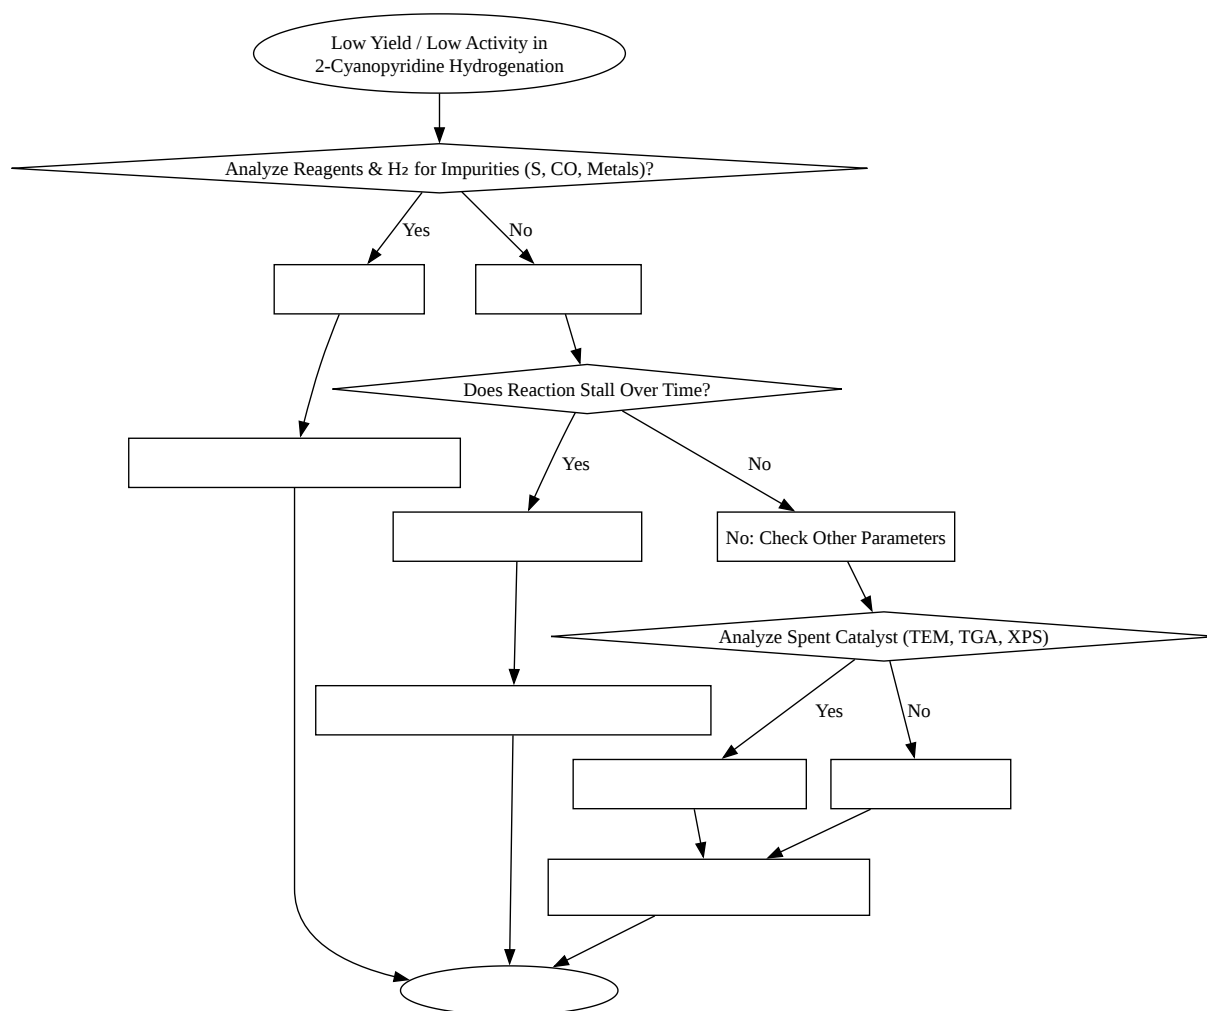 Low Yield / Low Activity in
2-Cyanopyridine Hydrogenation
Analyze Reagents & H₂ for Impurities (S, CO, Metals)?
Yes
No
Does Reaction Stall Over Time?
Yes
No
No: Check Other Parameters
Analyze Spent Catalyst (TEM, TGA, XPS)
Yes
No